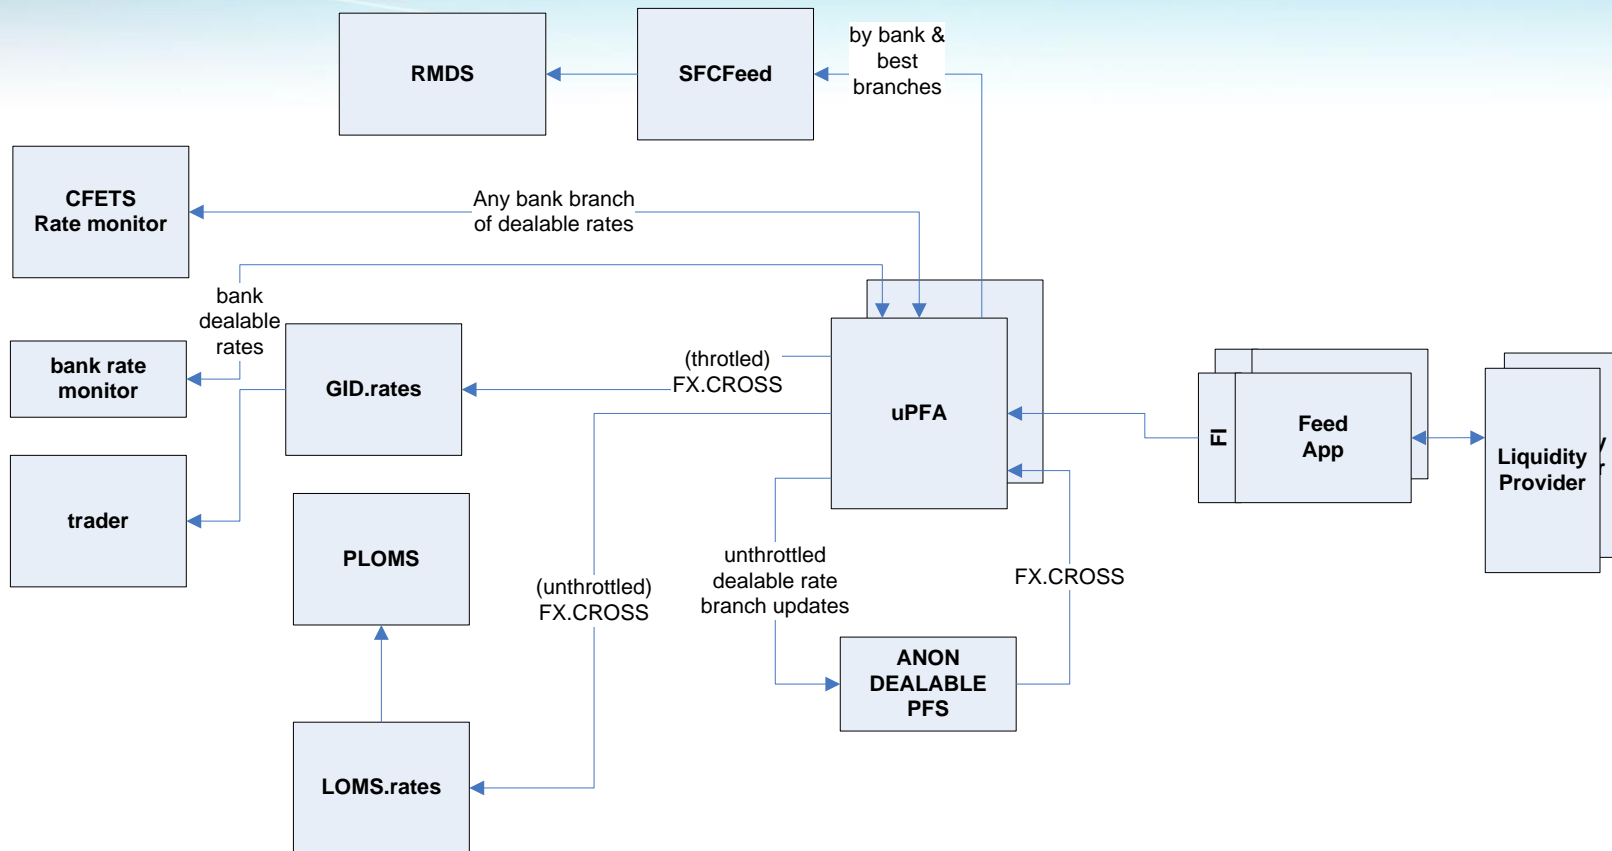 by bank &
best
branches
RMDS
SFCFeed
CFETS
Rate monitor
Any bank branch
of dealable rates
bank
dealable
rates
bank rate
monitor
GID.rates
(throtled)
FX.CROSS
uPFA
FI
Feed
App
Liquidity
Provider
y
r
trader
PLOMS
(unthrottled)
FX.CROSS
unthrottled
dealable rate
branch updates
FX.CROSS
ANON
DEALABLE
PFS
LOMS.rates